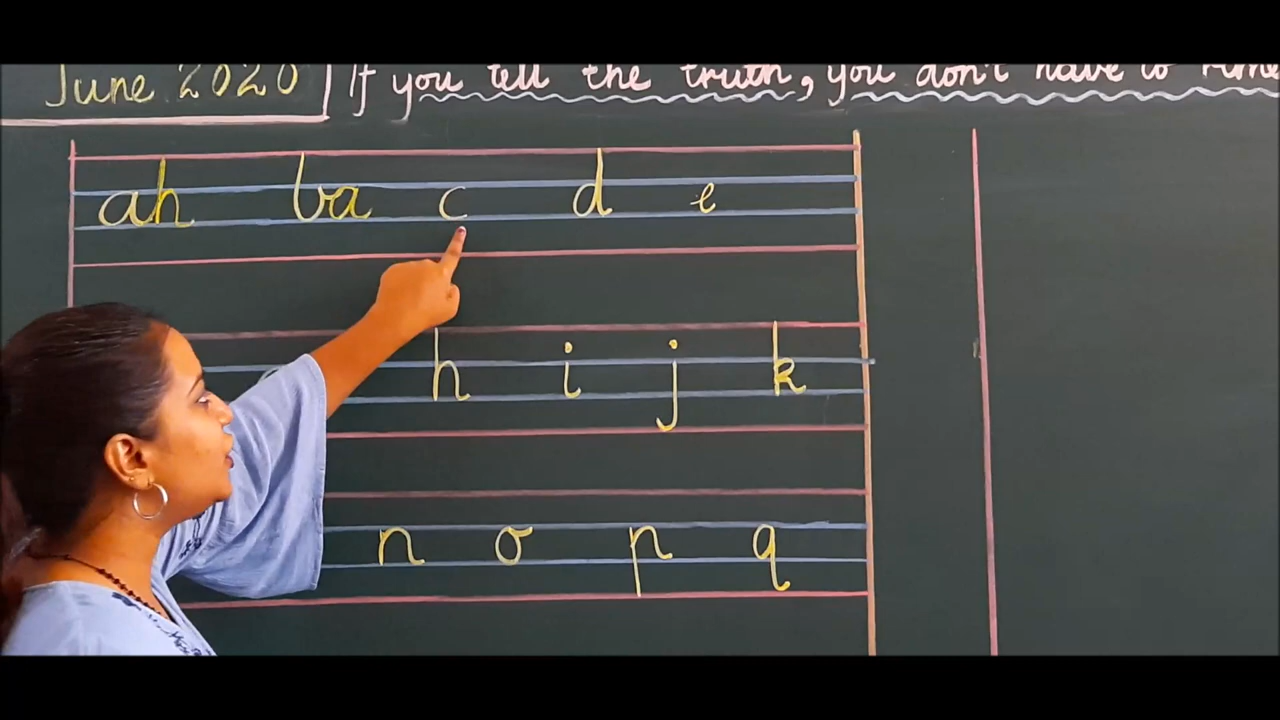 June 2020 If you tell the truth, you don't have to
ah ba c d e
h i j k
n o p q